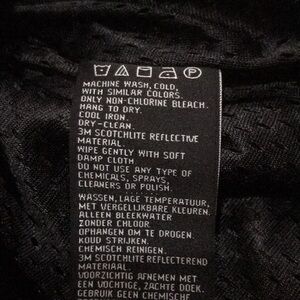 MACHINE WASH, COLD,
WITH SIMILAR COLORS.
ONLY NON-CHLORINE BLEACH.
HANG TO DRY.
COOL IRON.
DRY-CLEAN.
3M SCOTCHLITE REFLECTIVE
MATERIAL.
WIPE GENTLY WITH SOFT
DAMP CLOTH
DO NOT USE ANY TYPE OF
CHEMICALS, SPRAYS,
CLEANERS OR POLISH.
WASSEN, LAGE TEMPERATUUR,
MET VERGELIJKBARE KLEUREN.
ALLEEN BLEEKWATER
ZONDER CHLOOR.
OPHANGEN OM TE DROGEN.
KOUD STRIJKEN.
CHEMISCH REINIGEN.
3M SCOTCHLITE REFLECTEREND
MATERIAAL.
VOORZICHTIG AFNEMEN MET
EEN VOCHTIGE, ZACHTE DOEK.
GEBRUIK GEEN CHEMISCHE